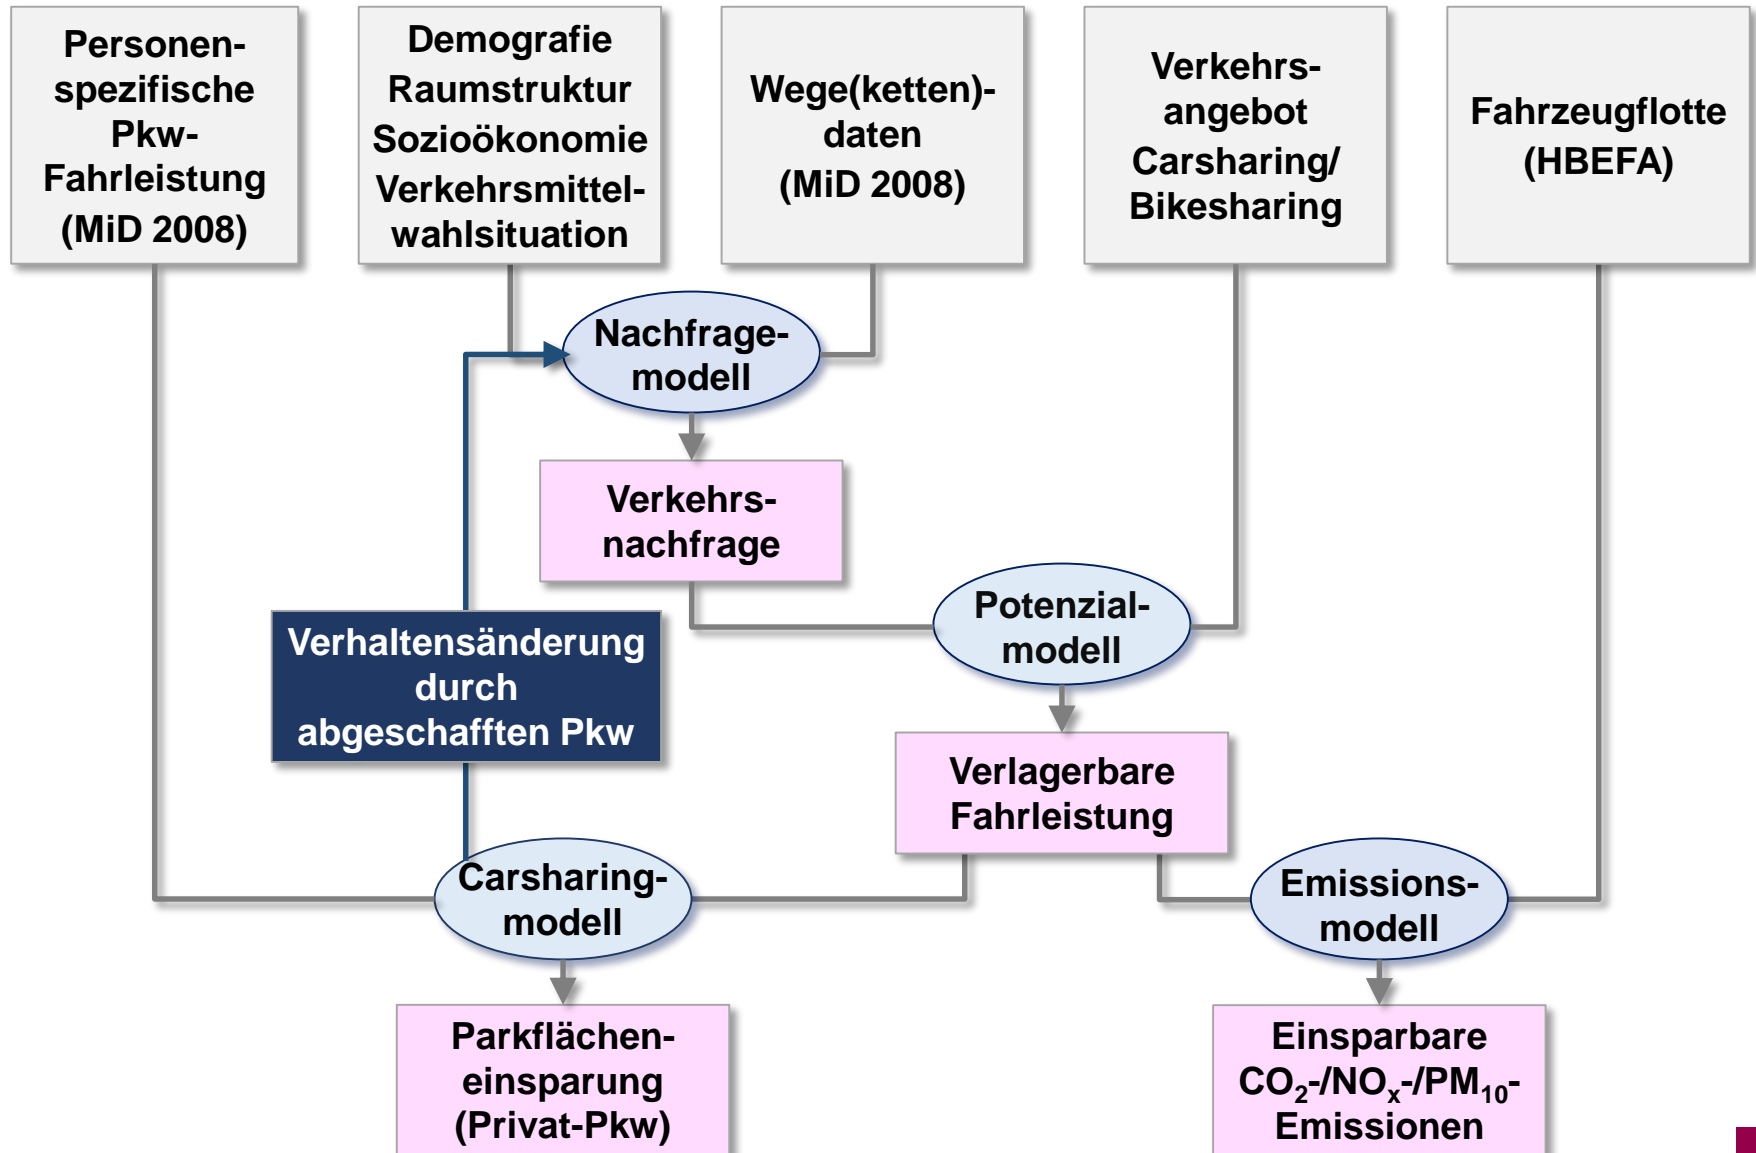 Personen-
spezifische
Pkw-
Fahrleistung
(MiD 2008)
Demografie
Raumstruktur
Sozioökonomie
Verkehrsmittel-
wahlsituation
Wege(ketten)-
daten
(MiD 2008)
Verkehrs-
angebot
Carsharing/
Bikesharing
Fahrzeugflotte
(HBEFA)
Nachfrage-
modell
Verkehrs-
nachfrage
Potenzial-
modell
Verhaltensänderung
durch
abgeschafften Pkw
Verlagerbare
Fahrleistung
Carsharing-
modell
Emissions-
modell
Parkflächen-
einsparung
(Privat-Pkw)
Einsparbare
CO₂-/NOₓ-/PM₁₀-
Emissionen